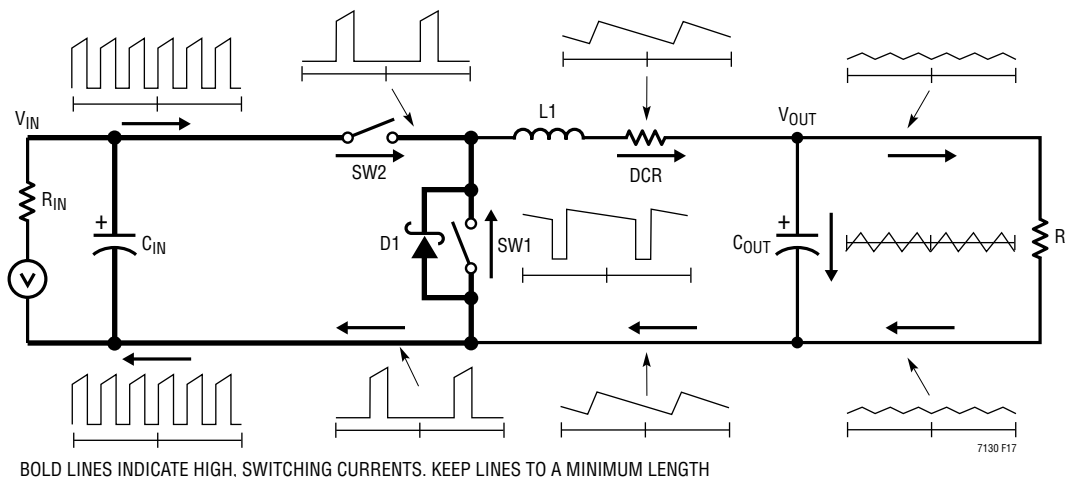 VIN
RIN
V
+
CIN
SW2
D1
SW1
L1
DCR
VOUT
+
COUT
R
7130 F17
BOLD LINES INDICATE HIGH, SWITCHING CURRENTS. KEEP LINES TO A MINIMUM LENGTH